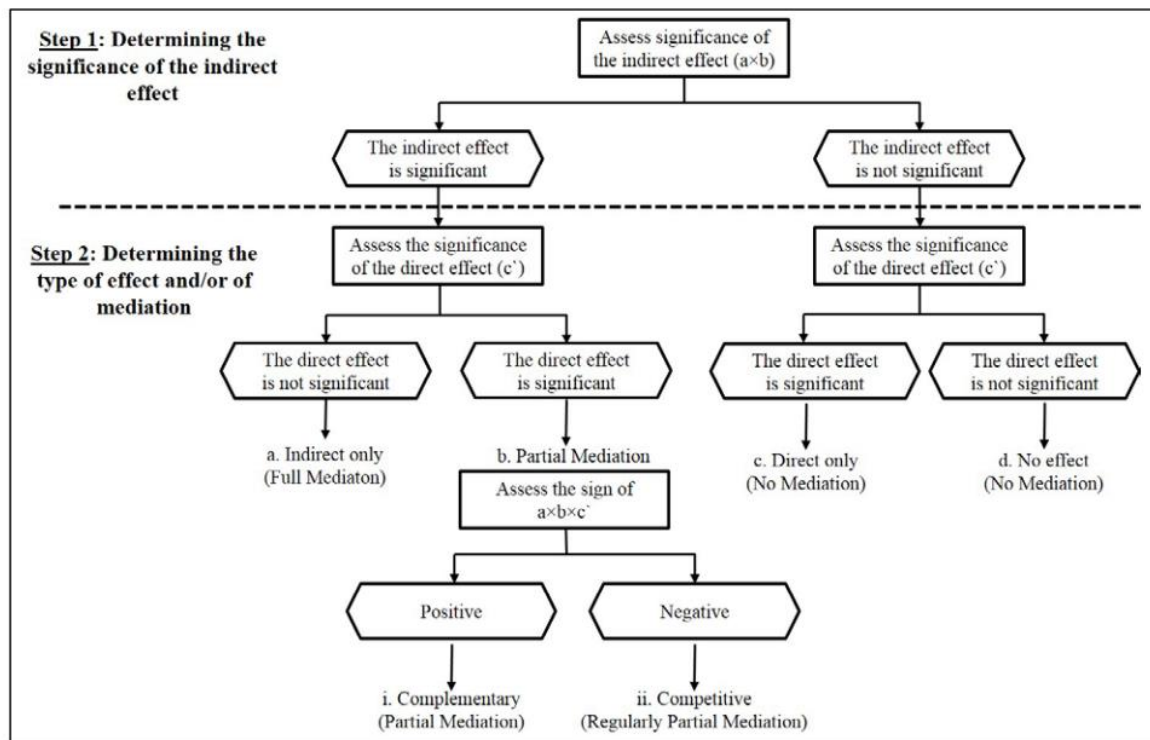 Step 1: Determining the
significance of the indirect
effect
Assess significance of
the indirect effect (a×b)
The indirect effect
is significant
The indirect effect
is not significant
Step 2: Determining the
type of effect and/or of
mediation
Assess the significance
of the direct effect (c`)
Assess the significance
of the direct effect (c`)
The direct effect
is not significant
The direct effect
is significant
The direct effect
is significant
The direct effect
is not significant
a. Indirect only
(Full Mediaton)
b. Partial Mediation
c. Direct only
(No Mediation)
d. No effect
(No Mediation)
Assess the sign of
a×b×c`
Positive
Negative
i. Complementary
(Partial Mediation)
ii. Competitive
(Regularly Partial Mediation)